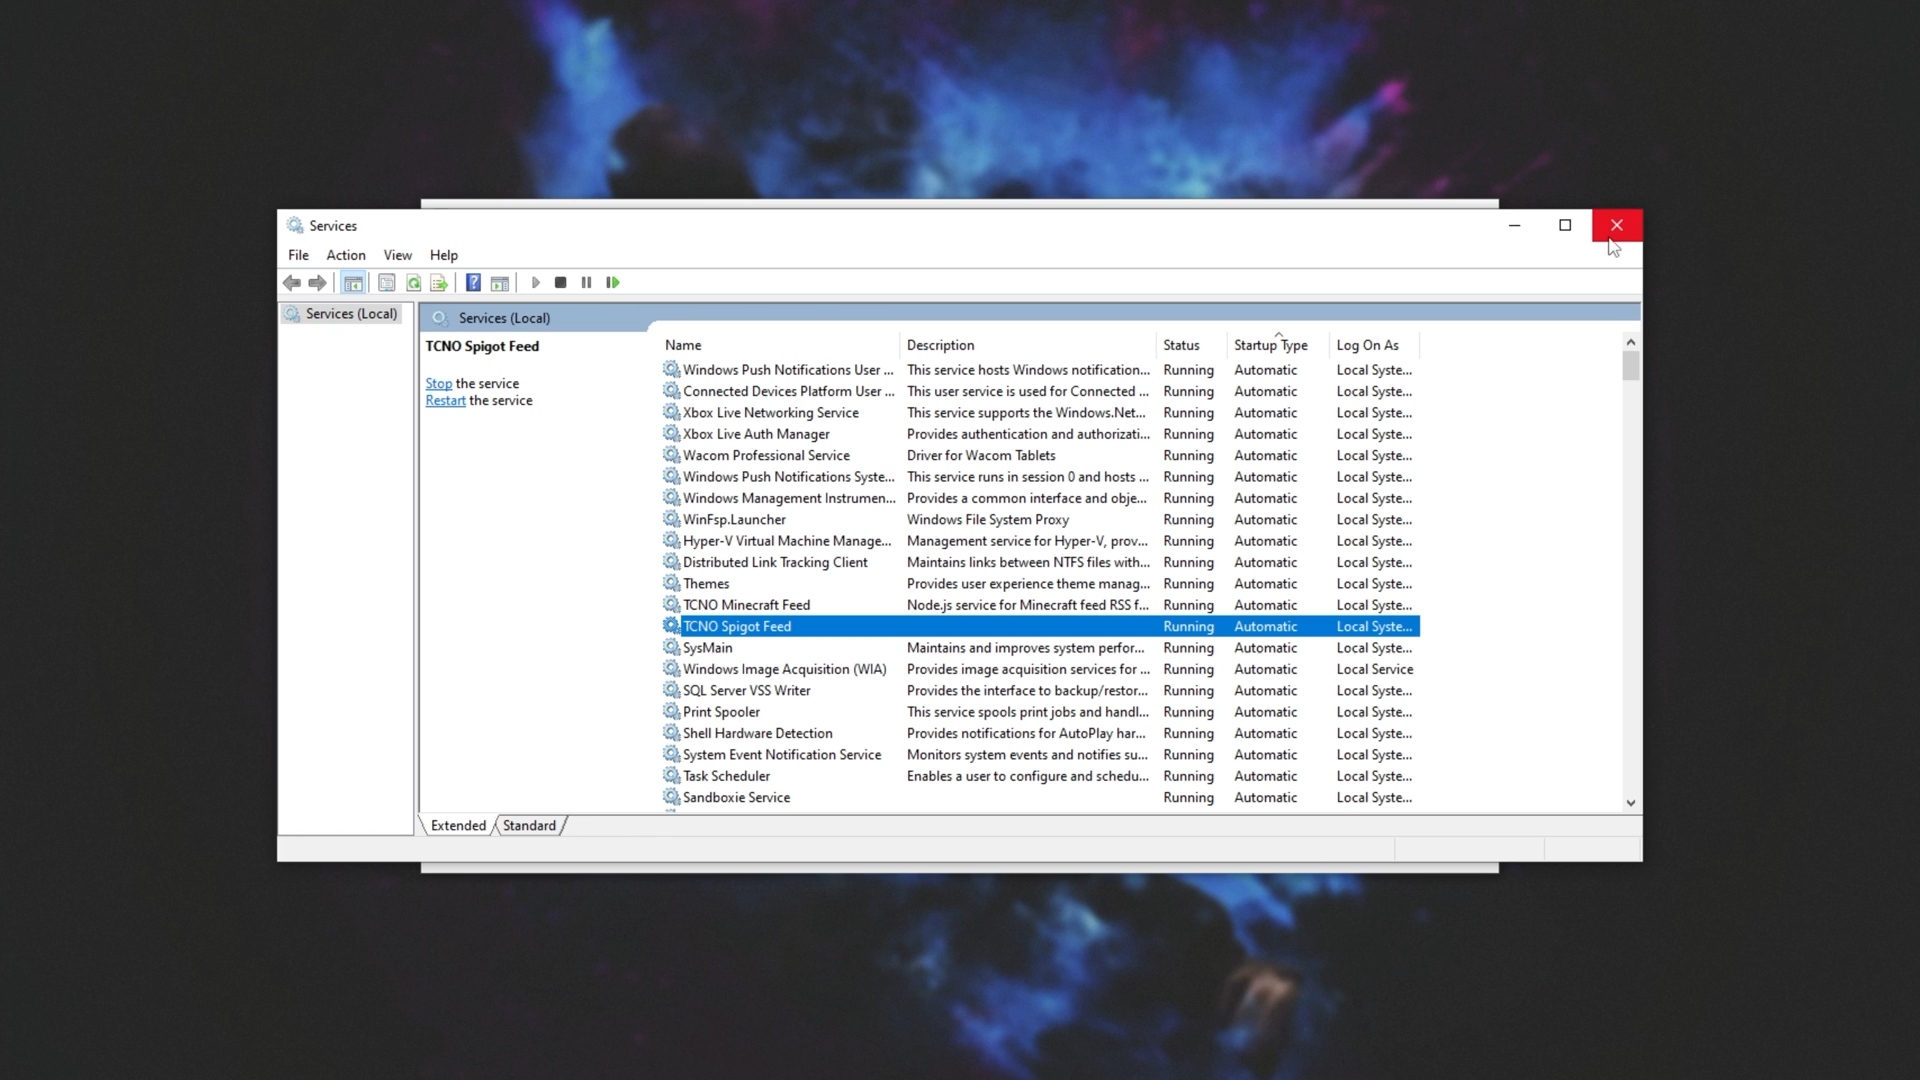 Services
File Action View Help
Services (Local)
Services (Local)
TCNO Spigot Feed
Stop the service
Restart the service
Name Description Status Startup Type Log On As
Windows Push Notifications User ... This service hosts Windows notification... Running Automatic Local Syste...
Connected Devices Platform User ... This user service is used for Connected ... Running Automatic Local Syste...
Xbox Live Networking Service This service supports the Windows.Net... Running Automatic Local Syste...
Xbox Live Auth Manager Provides authentication and authorizati... Running Automatic Local Syste...
Wacom Professional Service Driver for Wacom Tablets Running Automatic Local Syste...
Windows Push Notifications Syste... This service runs in session 0 and hosts ... Running Automatic Local Syste...
Windows Management Instrumen... Provides a common interface and obje... Running Automatic Local Syste...
WinFsp.Launcher Windows File System Proxy Running Automatic Local Syste...
Hyper-V Virtual Machine Manage... Management service for Hyper-V, prov... Running Automatic Local Syste...
Distributed Link Tracking Client Maintains links between NTFS files with... Running Automatic Local Syste...
Themes Provides user experience theme manag... Running Automatic Local Syste...
TCNO Minecraft Feed Node.js service for Minecraft feed RSS f... Running Automatic Local Syste...
TCNO Spigot Feed Running Automatic Local Syste...
SysMain Maintains and improves system perfor... Running Automatic Local Syste...
Windows Image Acquisition (WIA) Provides image acquisition services for ... Running Automatic Local Service
SQL Server VSS Writer Provides the interface to backup/restor... Running Automatic Local Syste...
Print Spooler This service spools print jobs and handl... Running Automatic Local Syste...
Shell Hardware Detection Provides notifications for AutoPlay har... Running Automatic Local Syste...
System Event Notification Service Monitors system events and notifies su... Running Automatic Local Syste...
Task Scheduler Enables a user to configure and schedu... Running Automatic Local Syste...
Sandboxie Service Running Automatic Local Syste...
Extended Standard